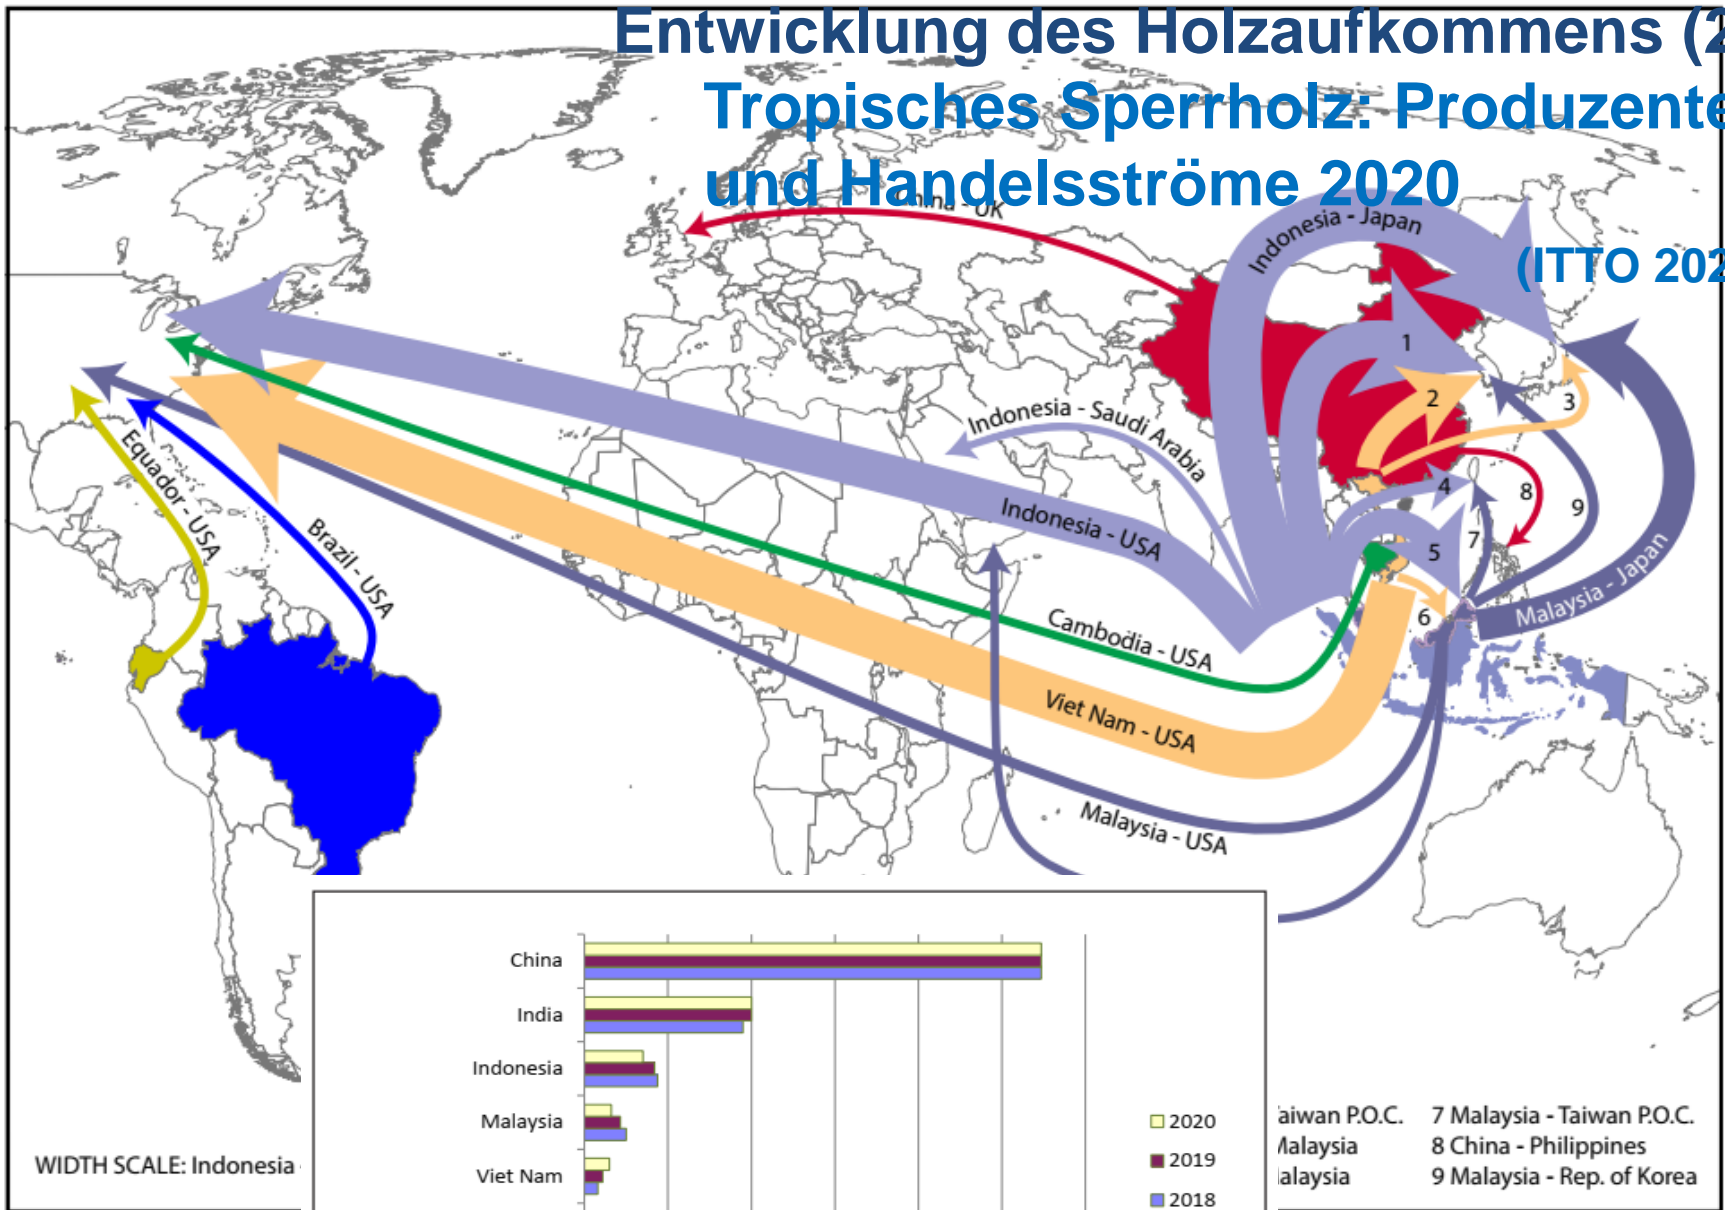 Entwicklung des Holzaufkommens (2
Tropisches Sperrholz: Produzente
und Handelsströme 2020
(ITTO 202
China - UK
Indonesia - Japan
1
2
3
Indonesia - Saudi Arabia
4
8
9
Equador - USA
Brazil - USA
Indonesia - USA
7
5
Malaysia - Japan
6
Cambodia - USA
Viet Nam - USA
Malaysia - USA
China
India
Indonesia
Malaysia
Viet Nam
2020
2019
2018
aiwan P.O.C. 7 Malaysia - Taiwan P.O.C.
Malaysia 8 China - Philippines
alaysia 9 Malaysia - Rep. of Korea
WIDTH SCALE: Indonesia -